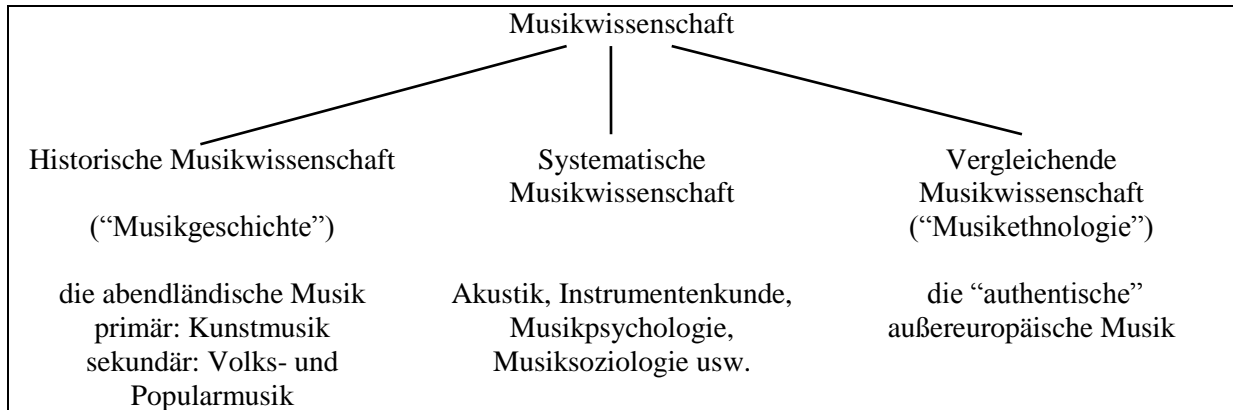 Musikwissenschaft
Historische Musikwissenschaft
(“Musikgeschichte”)
die abendländische Musik
primär: Kunstmusik
sekundär: Volks- und
Popularmusik
Systematische
Musikwissenschaft
Akustik, Instrumentenkunde,
Musikpsychologie,
Musiksoziologie usw.
Vergleichende
Musikwissenschaft
(“Musikethnologie”)
die “authentische”
außereuropäische Musik